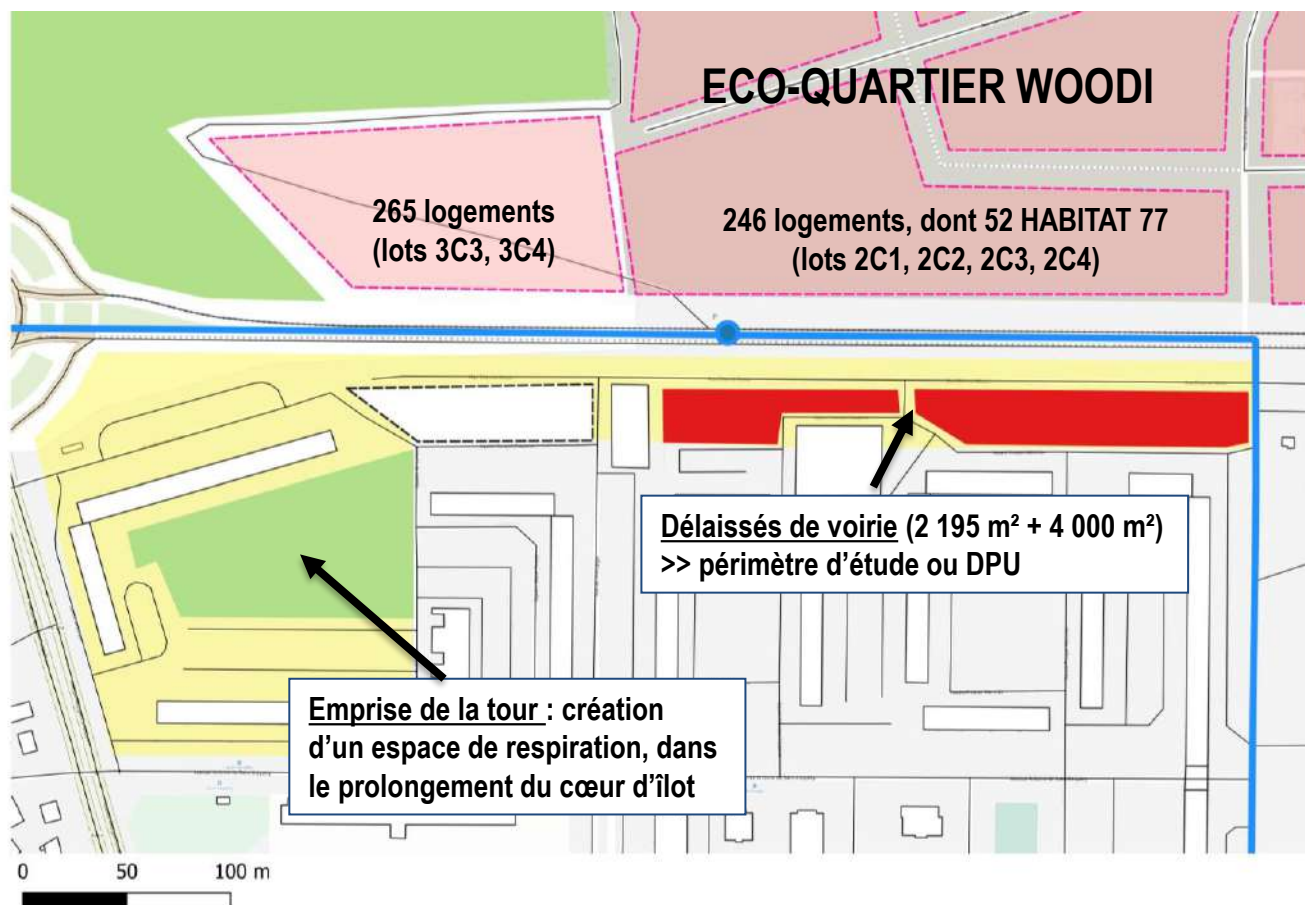 ECO-QUARTIER WOODI
265 logements
(lots 3C3, 3C4)
246 logements, dont 52 HABITAT 77
(lots 2C1, 2C2, 2C3, 2C4)
Délaissés de voirie (2 195 m² + 4 000 m²)
>> périmètre d’étude ou DPU
Emprise de la tour : création
d’un espace de respiration, dans
le prolongement du cœur d’îlot
0 50 100 m